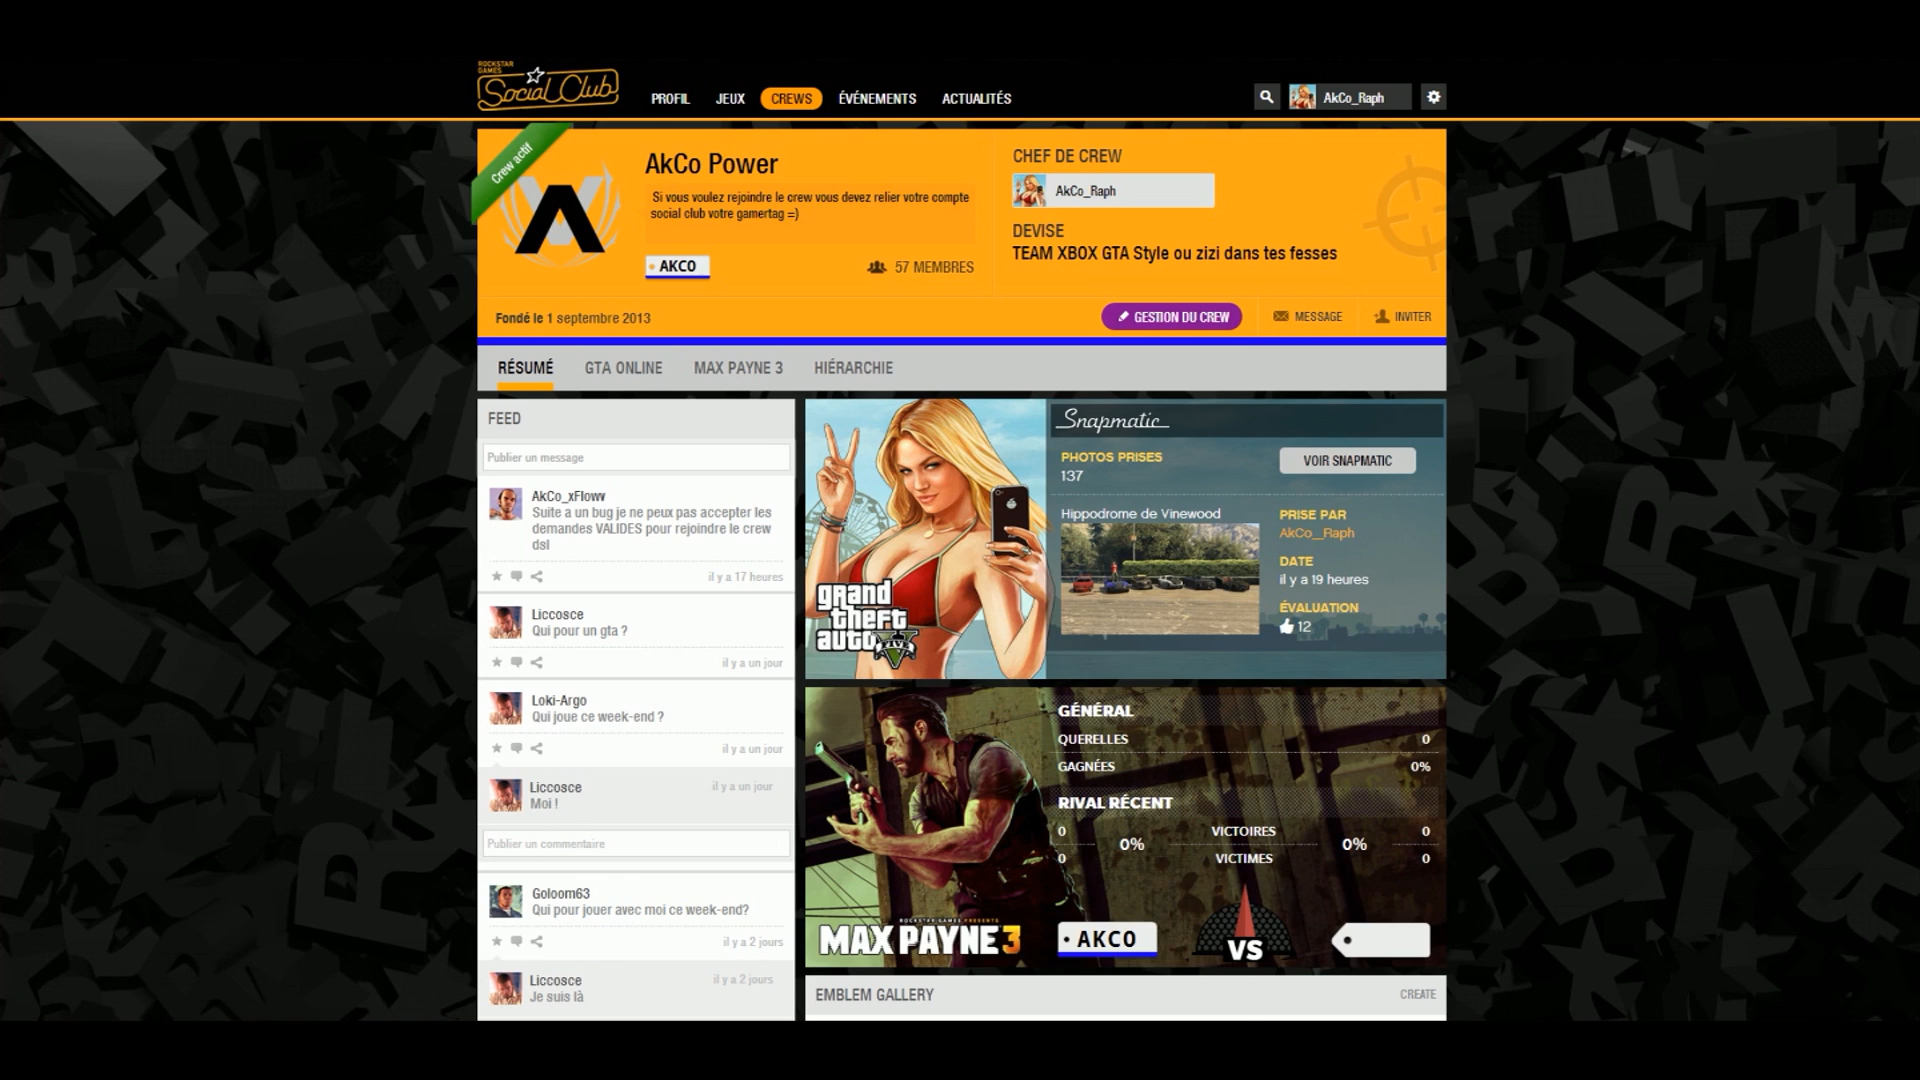 ROCKSTAR
GAMES
Social Club
PROFIL
JEUX
CREWS
ÉVÉNEMENTS
ACTUALITÉS
AkCo_Raph
Crew actif
AkCo Power
Si vous voulez rejoindre le crew vous devez relier votre compte
social club votre gamertag =)
AKCO
57 MEMBRES
CHEF DE CREW
AkCo_Raph
DEVISE
TEAM XBOX GTA Style ou zizi dans tes fesses
Fondé le 1 septembre 2013
GESTION DU CREW
MESSAGE
INVITER
RÉSUMÉ
GTA ONLINE
MAX PAYNE 3
HIÉRARCHIE
FEED
Publier un message
AkCo_xFlowv
Suite a un bug je ne peux pas accepter les
demandes VALIDES pour rejoindre le crew
dsl
il y a 17 heures
Liccosce
Qui pour un gta ?
il y a un jour
Loki-Argo
Qui joue ce week-end ?
il y a un jour
Liccosce
il y a un jour
Moi !
Publier un commentaire
Goloom63
Qui pour jouer avec moi ce week-end?
il y a 2 jours
Liccosce
il y a 2 jours
Je suis là
grand
theft
auto
FIVE
Snapmatic
PHOTOS PRISES
137
VOIR SNAPMATIC
Hippodrome de Vinewood
PRISE PAR
AkCo_Raph
DATE
il y a 19 heures
ÉVALUATION
12
GÉNÉRAL
QUERELLES
0
GAGNÉES
0%
RIVAL RÉCENT
0
VICTOIRES
0
0%
0%
0
VICTIMES
0
ROCKSTAR GAMES PRESENTS
MAX PAYNE 3
AKCO
VS
EMBLEM GALLERY
CREATE